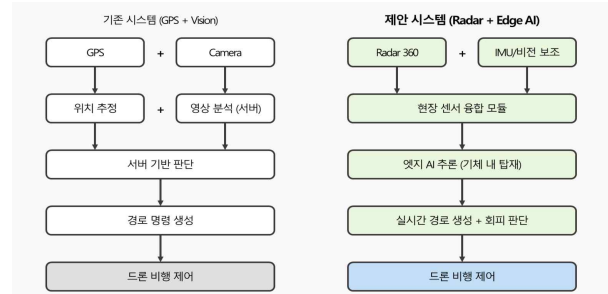 기존 시스템 (GPS + Vision)
GPS
+
Camera
위치 추정
+
영상 분석 (서버)
서버 기반 판단
경로 명령 생성
드론 비행 제어
제안 시스템 (Radar + Edge AI)
Radar 360
+
IMU/비전 보조
현장 센서 융합 모듈
엣지 AI 추론 (기체 내 탑재)
실시간 경로 생성 + 회피 판단
드론 비행 제어